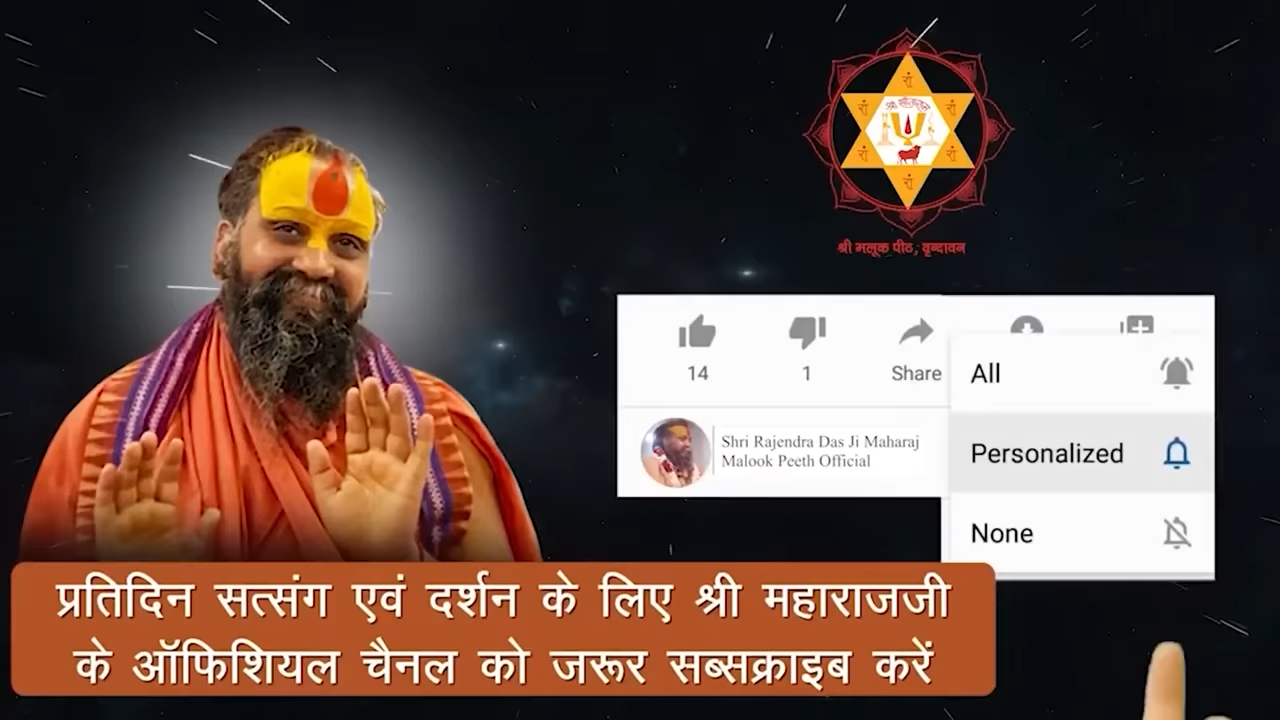 रां
रां
रां
रां
रां
रां
श्री मलूक पीठ, वृन्दावन
14
1
Share
All
Shri Rajendra Das Ji Maharaj
Malook Peeth Official
Personalized
None
प्रतिदिन सत्संग एवं दर्शन के लिए श्री महाराजजी
के ऑफिशियल चैनल को जरूर सब्सक्राइब करें